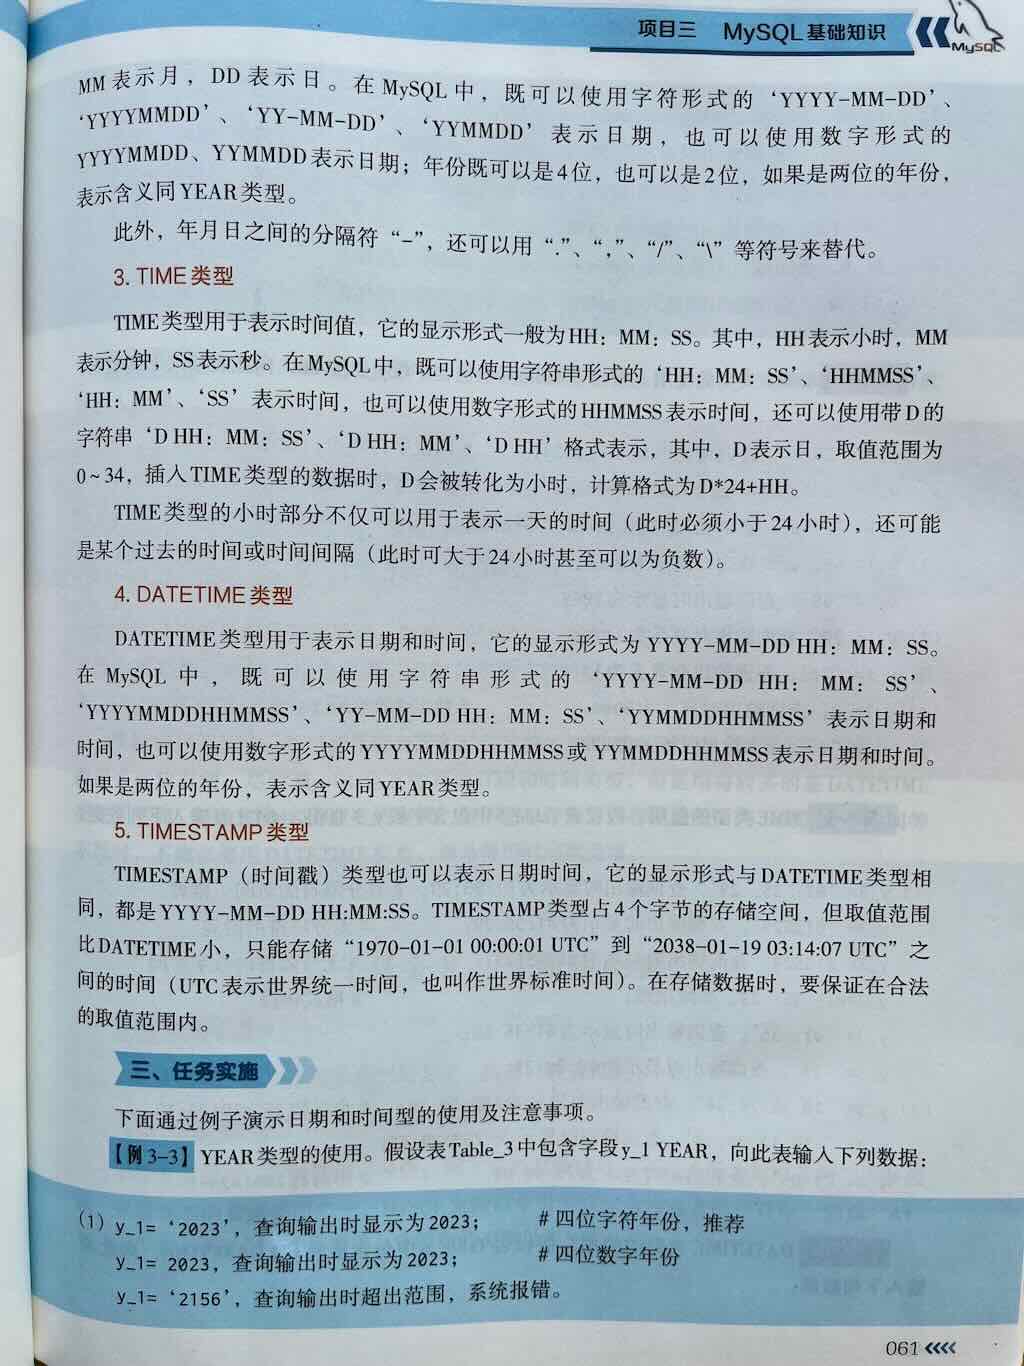 项目三 MySQL基础知识
MySQL
MM表示月，DD表示日。在MySQL中，既可以使用字符形式的‘YYYY-MM-DD’、
‘YYYYMMDD’、‘YY-MM-DD’、‘YYMMDD’表示日期，也可以使用数字形式的
YYYYMMDD、YYMMDD表示日期；年份既可以是4位，也可以是2位，如果是两位的年份，
表示含义同YEAR类型。
此外，年月日之间的分隔符“-”，还可以用“.”、“,”、“/”、“\”等符号来替代。
3. TIME类型
TIME类型用于表示时间值，它的显示形式一般为HH：MM：SS。其中，HH表示小时，MM
表示分钟，SS表示秒。在MySQL中，既可以使用字符串形式的‘HH：MM：SS’、‘HHMMSS’、
‘HH：MM’、‘SS’表示时间，也可以使用数字形式的HHMMSS表示时间，还可以使用带D的
字符串‘D HH：MM：SS’、‘D HH：MM’、‘D HH’格式表示，其中，D表示日，取值范围为
0~34，插入TIME类型的数据时，D会被转化为小时，计算格式为D*24+HH。
TIME类型的小时部分不仅可以用于表示一天的时间（此时必须小于24小时），还可能
是某个过去的时间或时间间隔（此时可大于24小时甚至可以为负数）。
4. DATETIME类型
DATETIME类型用于表示日期和时间，它的显示形式为YYYY-MM-DD HH：MM：SS。
在MySQL中，既可以使用字符串形式的‘YYYY-MM-DD HH：MM：SS’、
‘YYYYMMDDHHMMSS’、‘YY-MM-DD HH：MM：SS’、‘YYMMDDHHMMSS’表示日期和
时间，也可以使用数字形式的YYYYMMDDHHMMSS或YYMMDDHHMMSS表示日期和时间。
如果是两位的年份，表示含义同YEAR类型。
5. TIMESTAMP类型
TIMESTAMP（时间戳）类型也可以表示日期时间，它的显示形式与DATETIME类型相
同，都是YYYY-MM-DD HH:MM:SS。TIMESTAMP类型占4个字节的存储空间，但取值范围
比DATETIME小，只能存储“1970-01-01 00:00:01 UTC”到“2038-01-19 03:14:07 UTC”之
间的时间（UTC表示世界统一时间，也叫作世界标准时间）。在存储数据时，要保证在合法
的取值范围内。
三、任务实施
下面通过例子演示日期和时间型的使用及注意事项。
【例3-3】YEAR类型的使用。假设表Table_3中包含字段y_1 YEAR，向此表输入下列数据：
（1）y_1=‘2023’，查询输出时显示为2023； #四位字符年份，推荐
y_1= 2023，查询输出时显示为2023； #四位数字年份
y_1=‘2156’，查询输出时超出范围，系统报错。
061